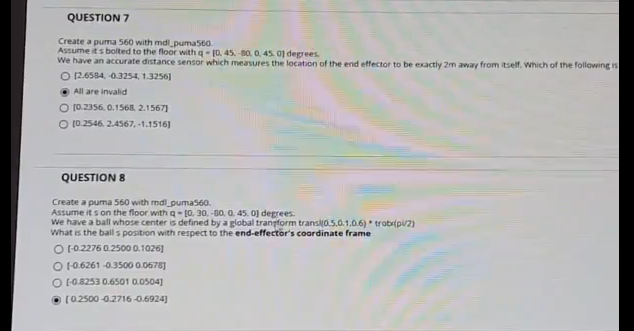 QUESTION 7
Create a puma 560 with mdl_puma560.
Assume it s bolted to the floor with q = [0, 45, -80, 0, 45, 0] degrees.
We have an accurate distance sensor which measures the location of the end effector to be exactly 2m away from itself. Which of the following is
[2.6584, -0.3254, 1.3256]
All are invalid
[0.2356, 0.1568, 2.1567]
[0.2546, 2.4567, -1.1516]
QUESTION 8
Create a puma 560 with mdl_puma560.
Assume it s on the floor with q = [0, 30, -80, 0, 45, 0] degrees.
We have a ball whose center is defined by a global transform transl(0.5,0.1,0.6) * trotx(pi/2)
What is the ball s position with respect to the end-effector's coordinate frame
[-0.2276 0.2500 0.1026]
[-0.6261 -0.3500 0.0678]
[-0.8253 0.6501 0.0504]
[ 0.2500 -0.2716 -0.6924]